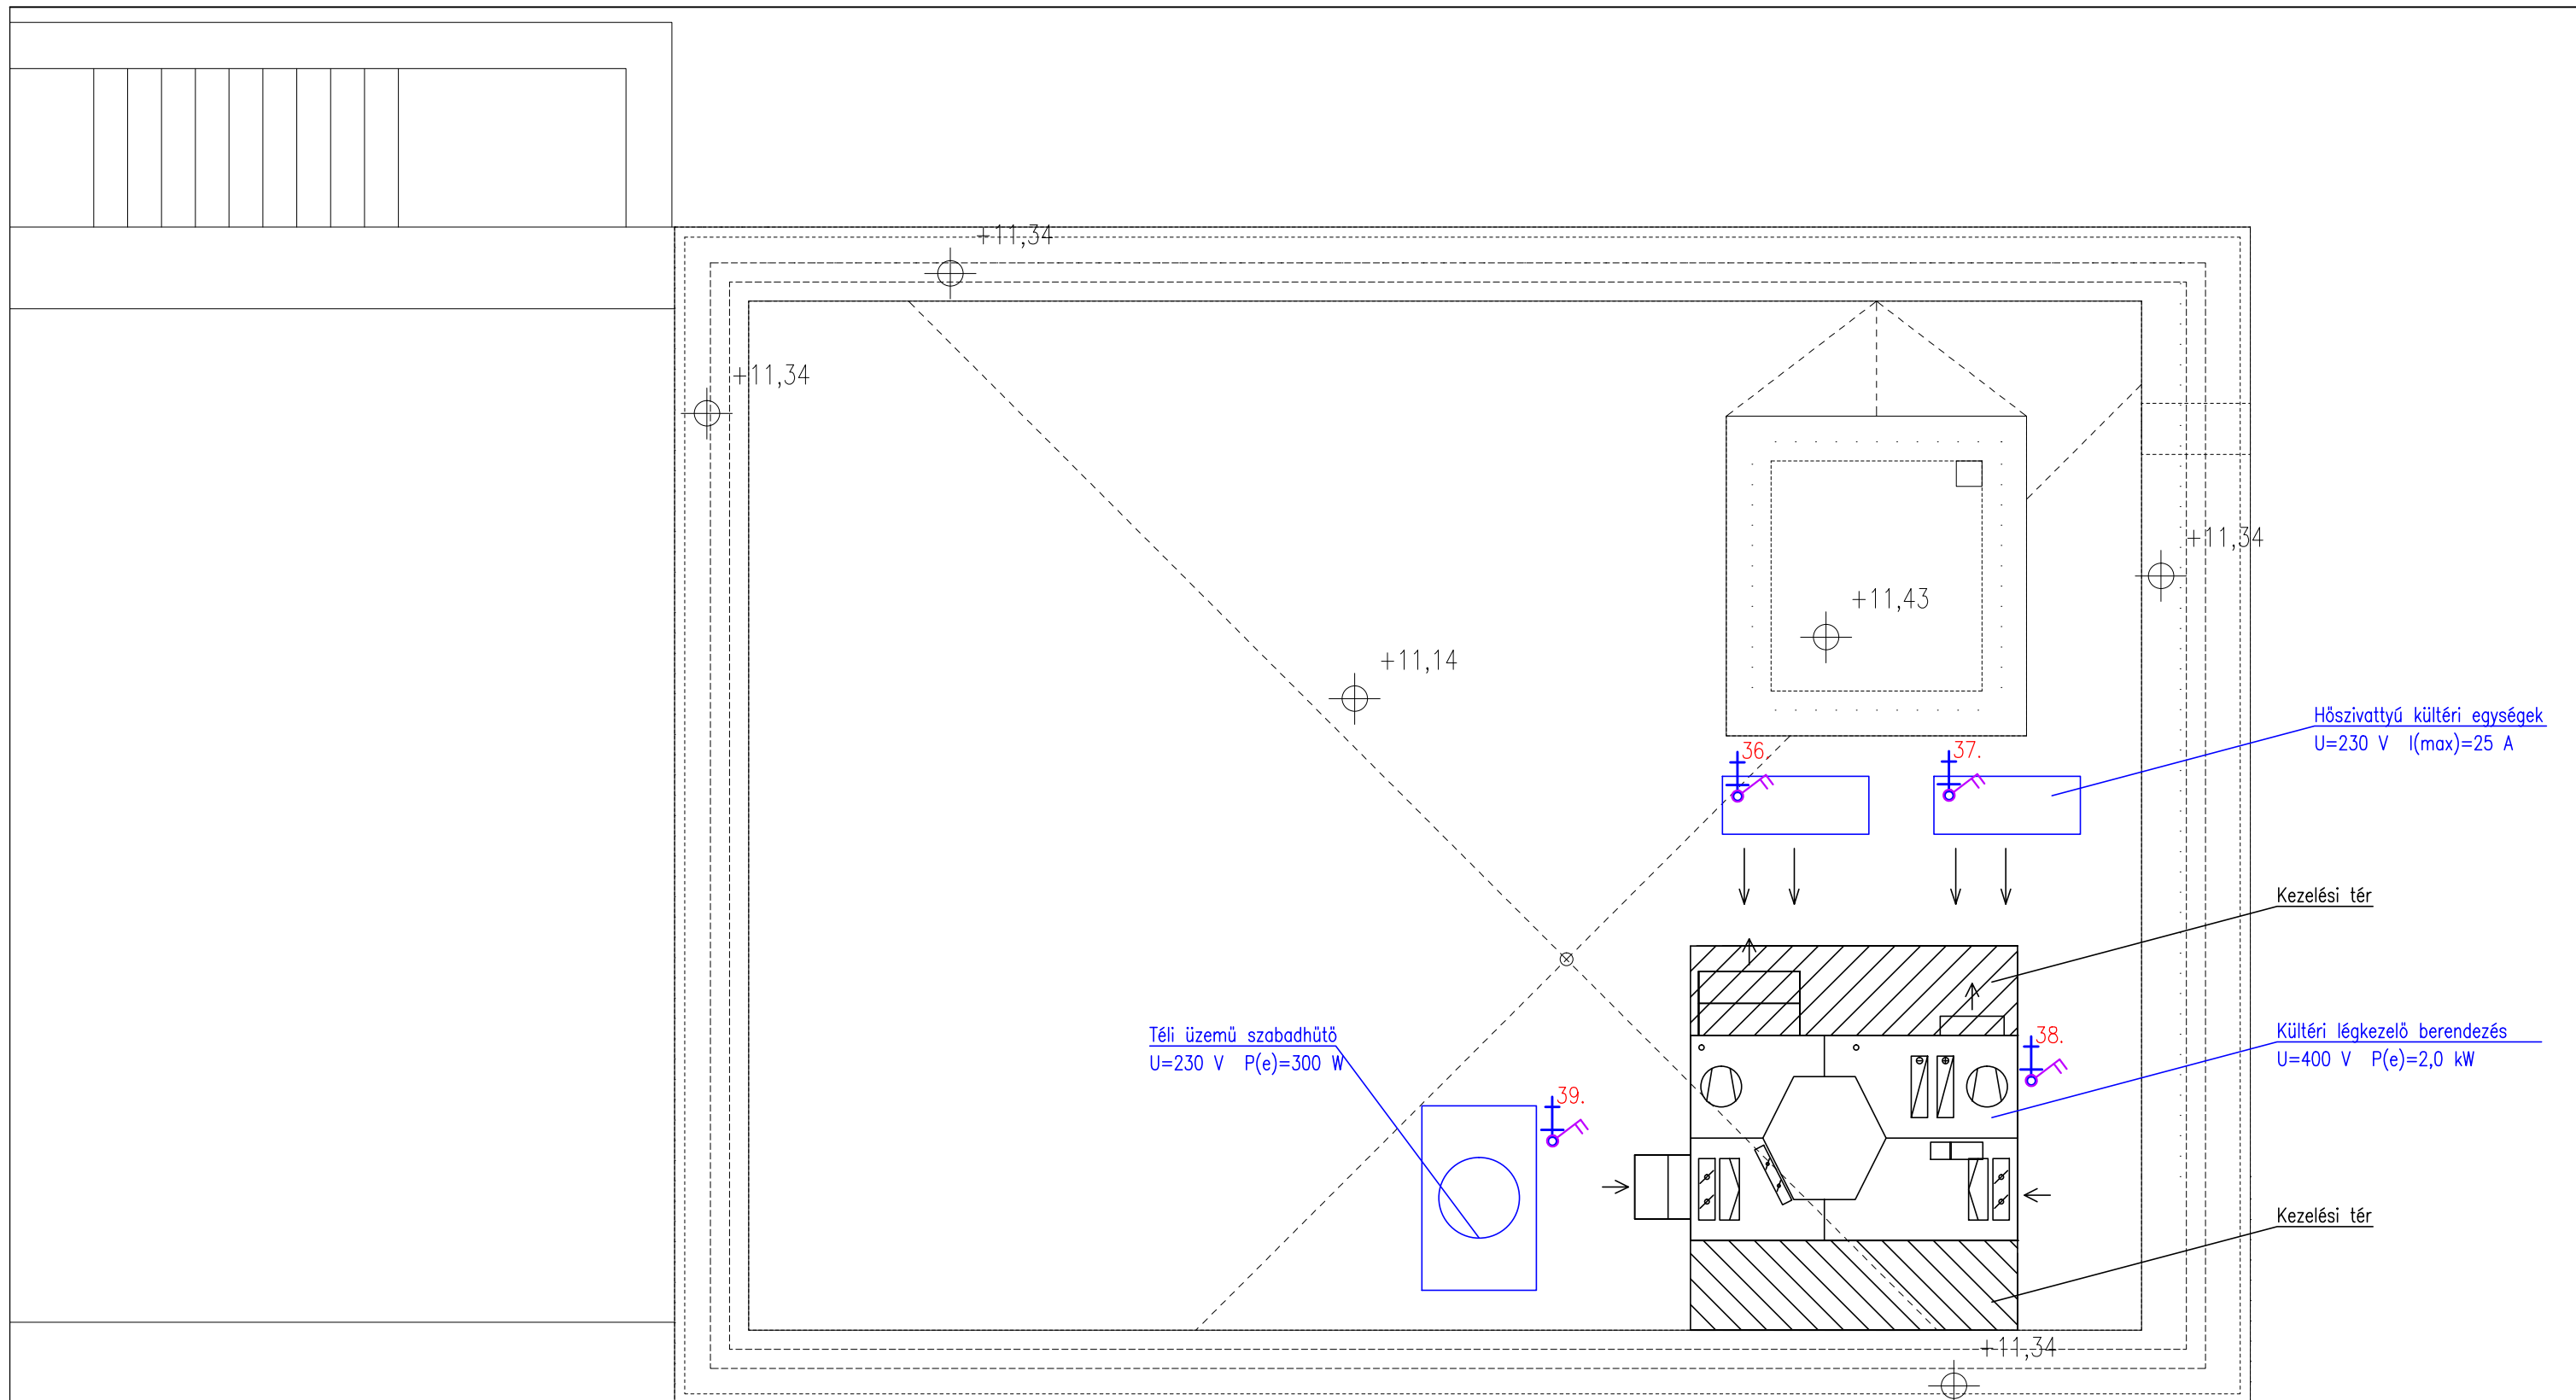 +11,34
+11,34
+11,34
+11,43
+11,14
Hőszivattyú kültéri egységek
U=230 V I(max)=25 A
36.
37.
Kezelési tér
Téli üzemű szabadhűtő
U=230 V P(e)=300 W
Kültéri légkezelő berendezés
U=400 V P(e)=2,0 kW
38.
39.
Kezelési tér
+11,34